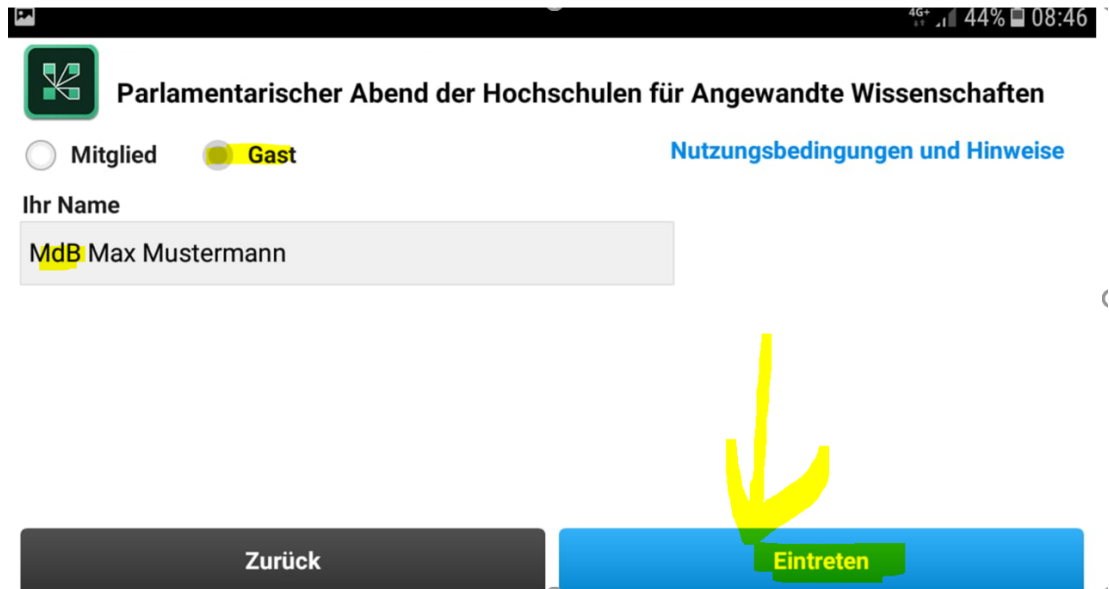 4G+ 44% 08:46
Parlamentarischer Abend der Hochschulen für Angewandte Wissenschaften
Mitglied Gast Nutzungsbedingungen und Hinweise
Ihr Name
MdB Max Mustermann
Zurück Eintreten